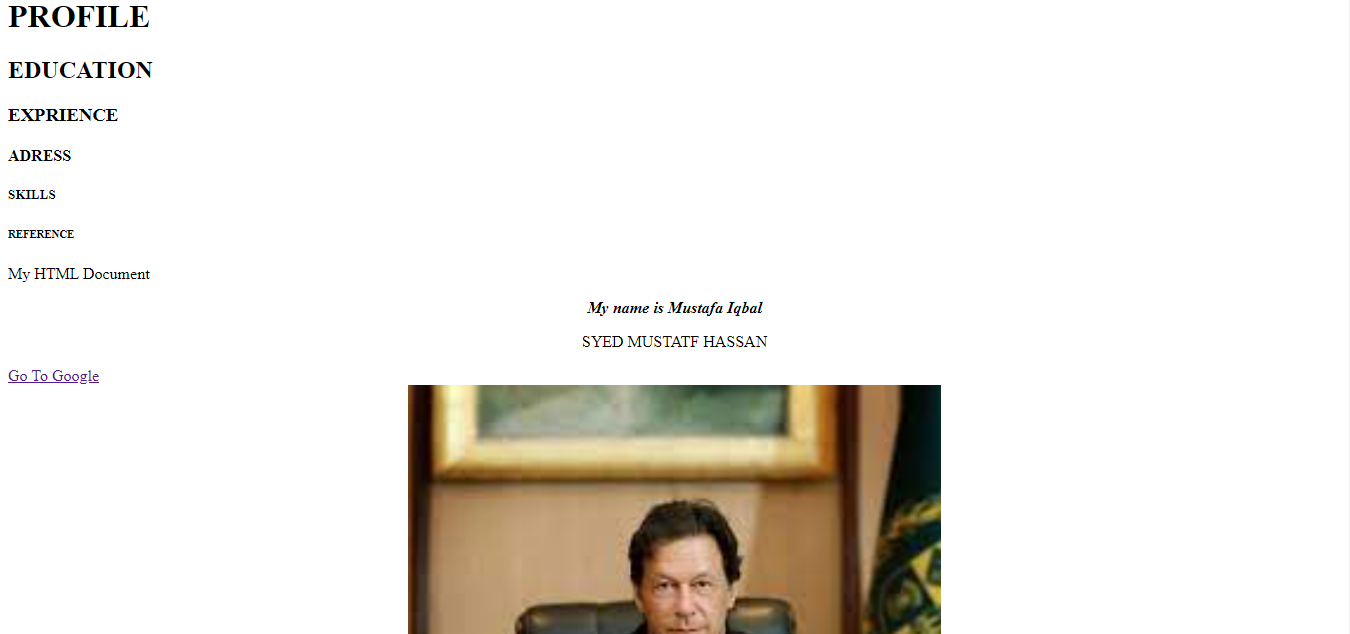 PROFILE
EDUCATION
EXPRIENCE
ADRESS
SKILLS
REFERENCE
My HTML Document
My name is Mustafa Iqbal
SYED MUSTATF HASSAN
Go To Google